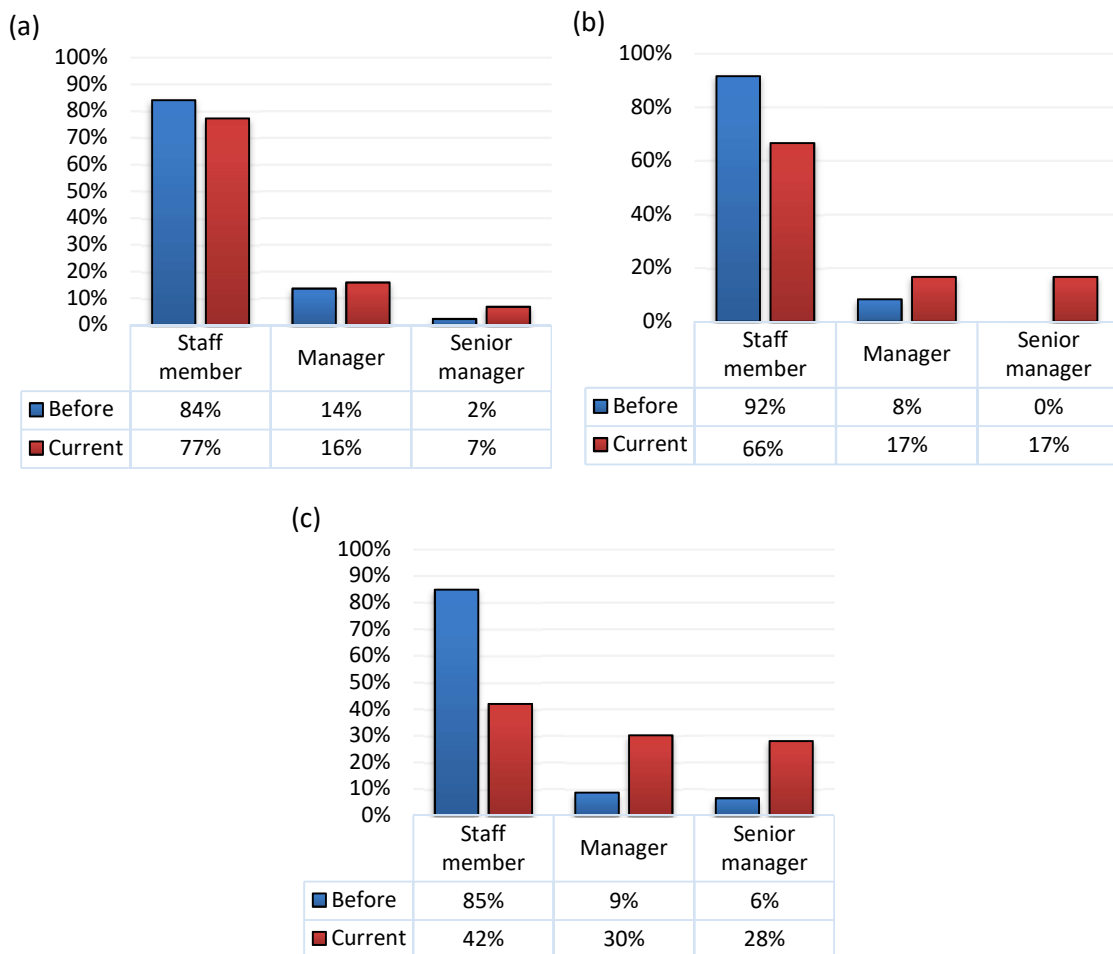 (a)
100%
90%
80%
70%
60%
50%
40%
30%
20%
10%
0%
Staff member
Manager
Senior manager
Before 84% 14% 2%
Current 77% 16% 7%
(b)
100%
80%
60%
40%
20%
0%
Staff member
Manager
Senior manager
Before 92% 8% 0%
Current 66% 17% 17%
(c)
100%
90%
80%
70%
60%
50%
40%
30%
20%
10%
0%
Staff member
Manager
Senior manager
Before 85% 9% 6%
Current 42% 30% 28%